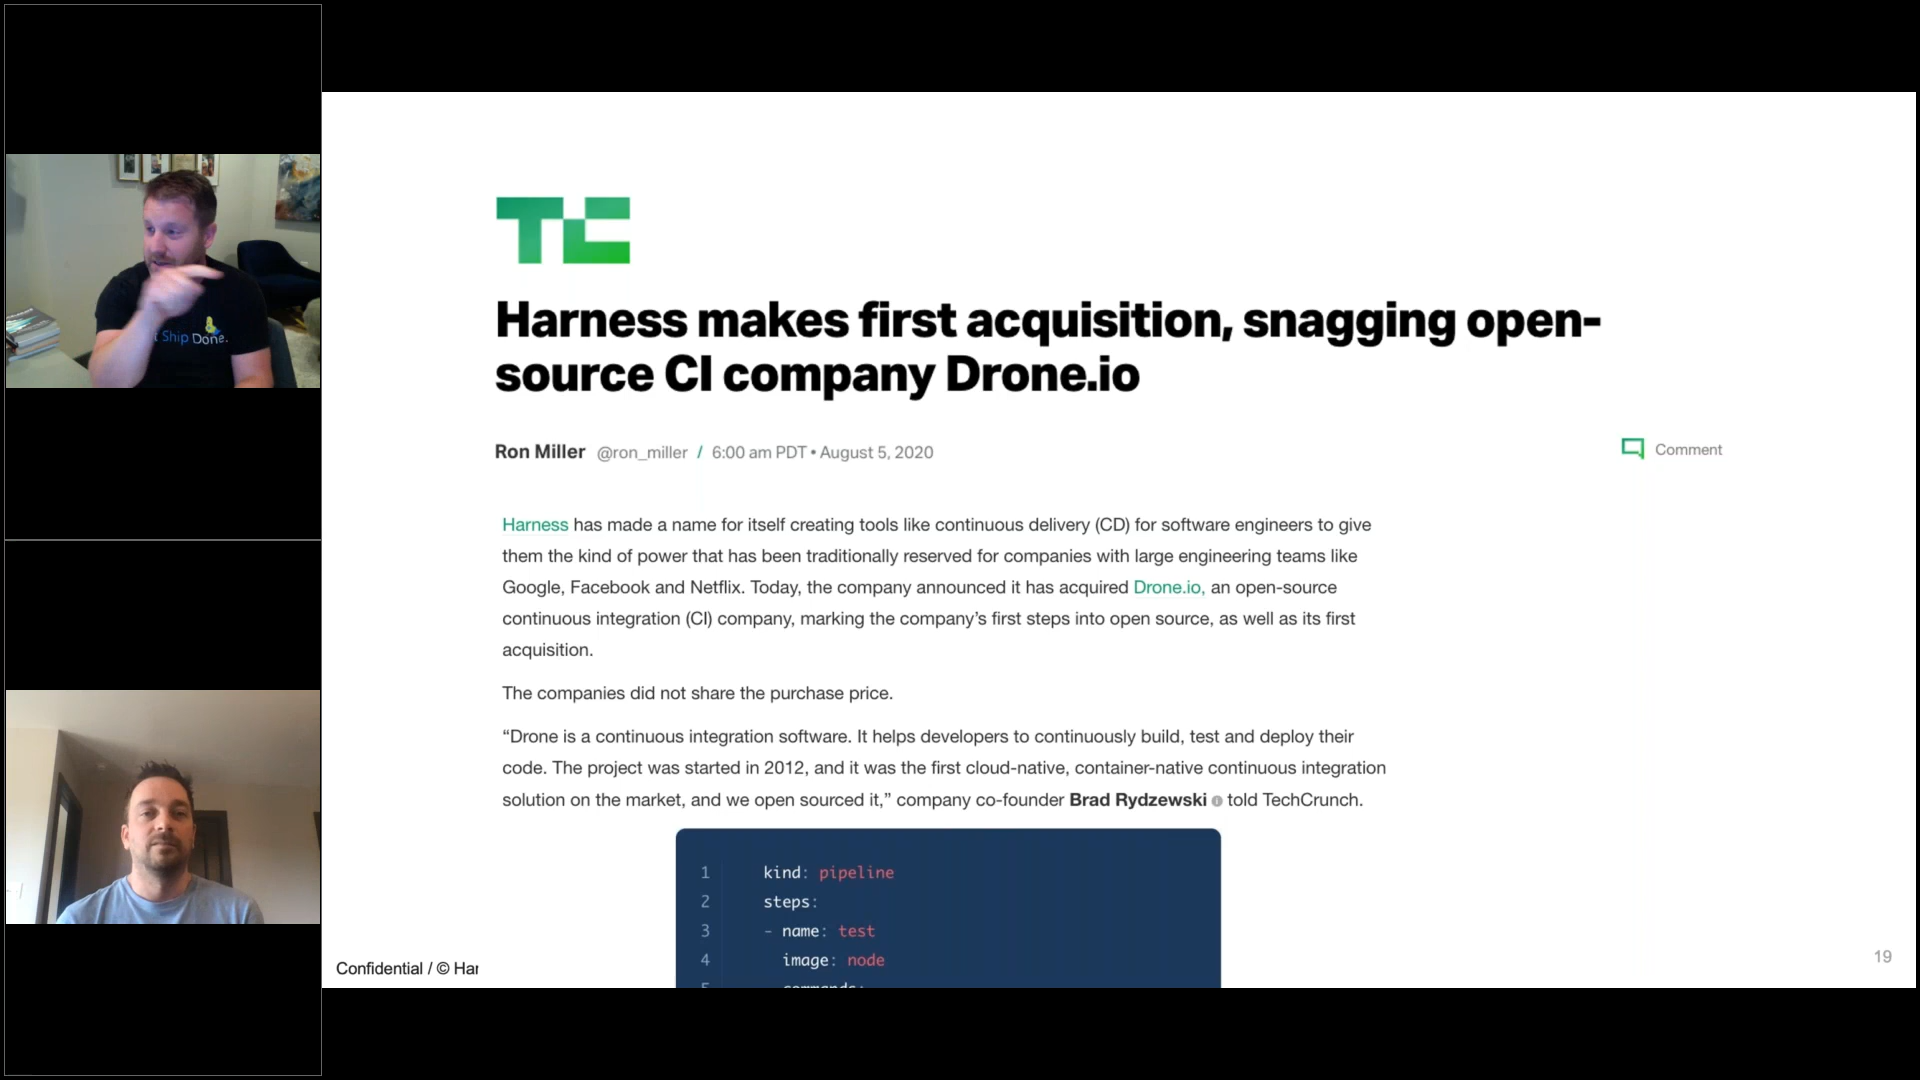 Ship Done.
TC
Harness makes first acquisition, snagging open-
source CI company Drone.io
Ron Miller @ron_miller / 6:00 am PDT • August 5, 2020
Comment
Harness has made a name for itself creating tools like continuous delivery (CD) for software engineers to give
them the kind of power that has been traditionally reserved for companies with large engineering teams like
Google, Facebook and Netflix. Today, the company announced it has acquired Drone.io, an open-source
continuous integration (CI) company, marking the company's first steps into open source, as well as its first
acquisition.
The companies did not share the purchase price.
“Drone is a continuous integration software. It helps developers to continuously build, test and deploy their
code. The project was started in 2012, and it was the first cloud-native, container-native continuous integration
solution on the market, and we open sourced it,” company co-founder Brad Rydzewski told TechCrunch.
1 kind: pipeline
2 steps:
3 - name: test
4 image: node
Confidential / © Har
19